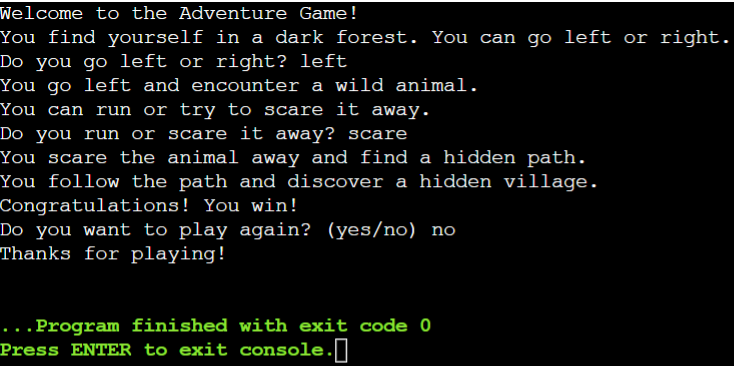 Welcome to the Adventure Game!
You find yourself in a dark forest. You can go left or right.
Do you go left or right? left
You go left and encounter a wild animal.
You can run or try to scare it away.
Do you run or scare it away? scare
You scare the animal away and find a hidden path.
You follow the path and discover a hidden village.
Congratulations! You win!
Do you want to play again? (yes/no) no
Thanks for playing!
...Program finished with exit code 0
Press ENTER to exit console.